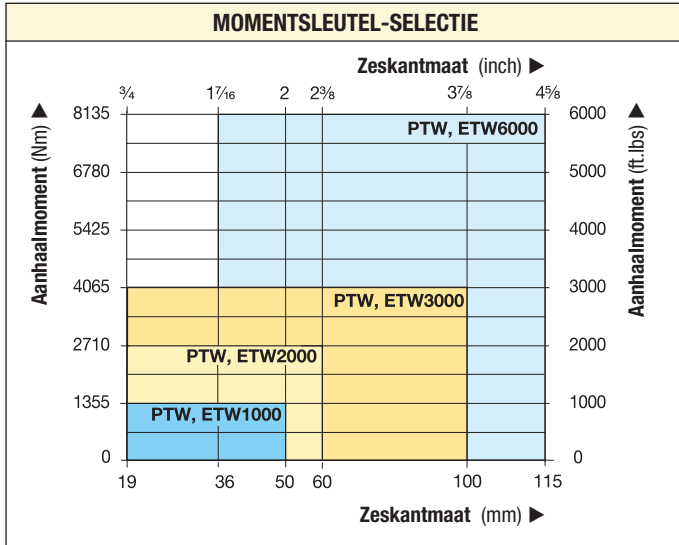 MOMENTSLEUTEL-SELECTIE
Zeskantmaat (inch) ▶
¾ 1⁷⁄₁₆ 2 2⅜ 3⅞ 4⅝
Aanhaalmoment (Nm) ▶
Aanhaalmoment (ft.lbs) ▶
8135 PTW, ETW6000 6000
6780 5000
5425 4000
4065 PTW, ETW3000 3000
2710 PTW, ETW2000 2000
1355 PTW, ETW1000 1000
0 0
19 36 50 60 100 115
Zeskantmaat (mm) ▶